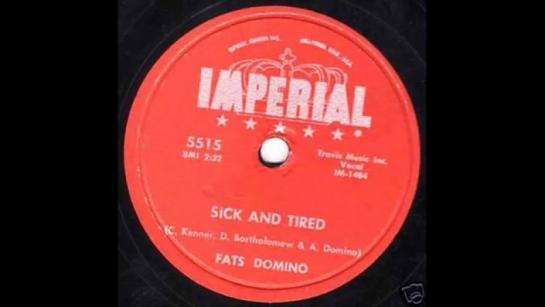 IMPERIAL
5515
BMI 2:32
Travis Music Inc.
Vocal
IM-1484
SICK AND TIRED
(C. Kenner, D. Bartholomew & A. Domino)
FATS DOMINO